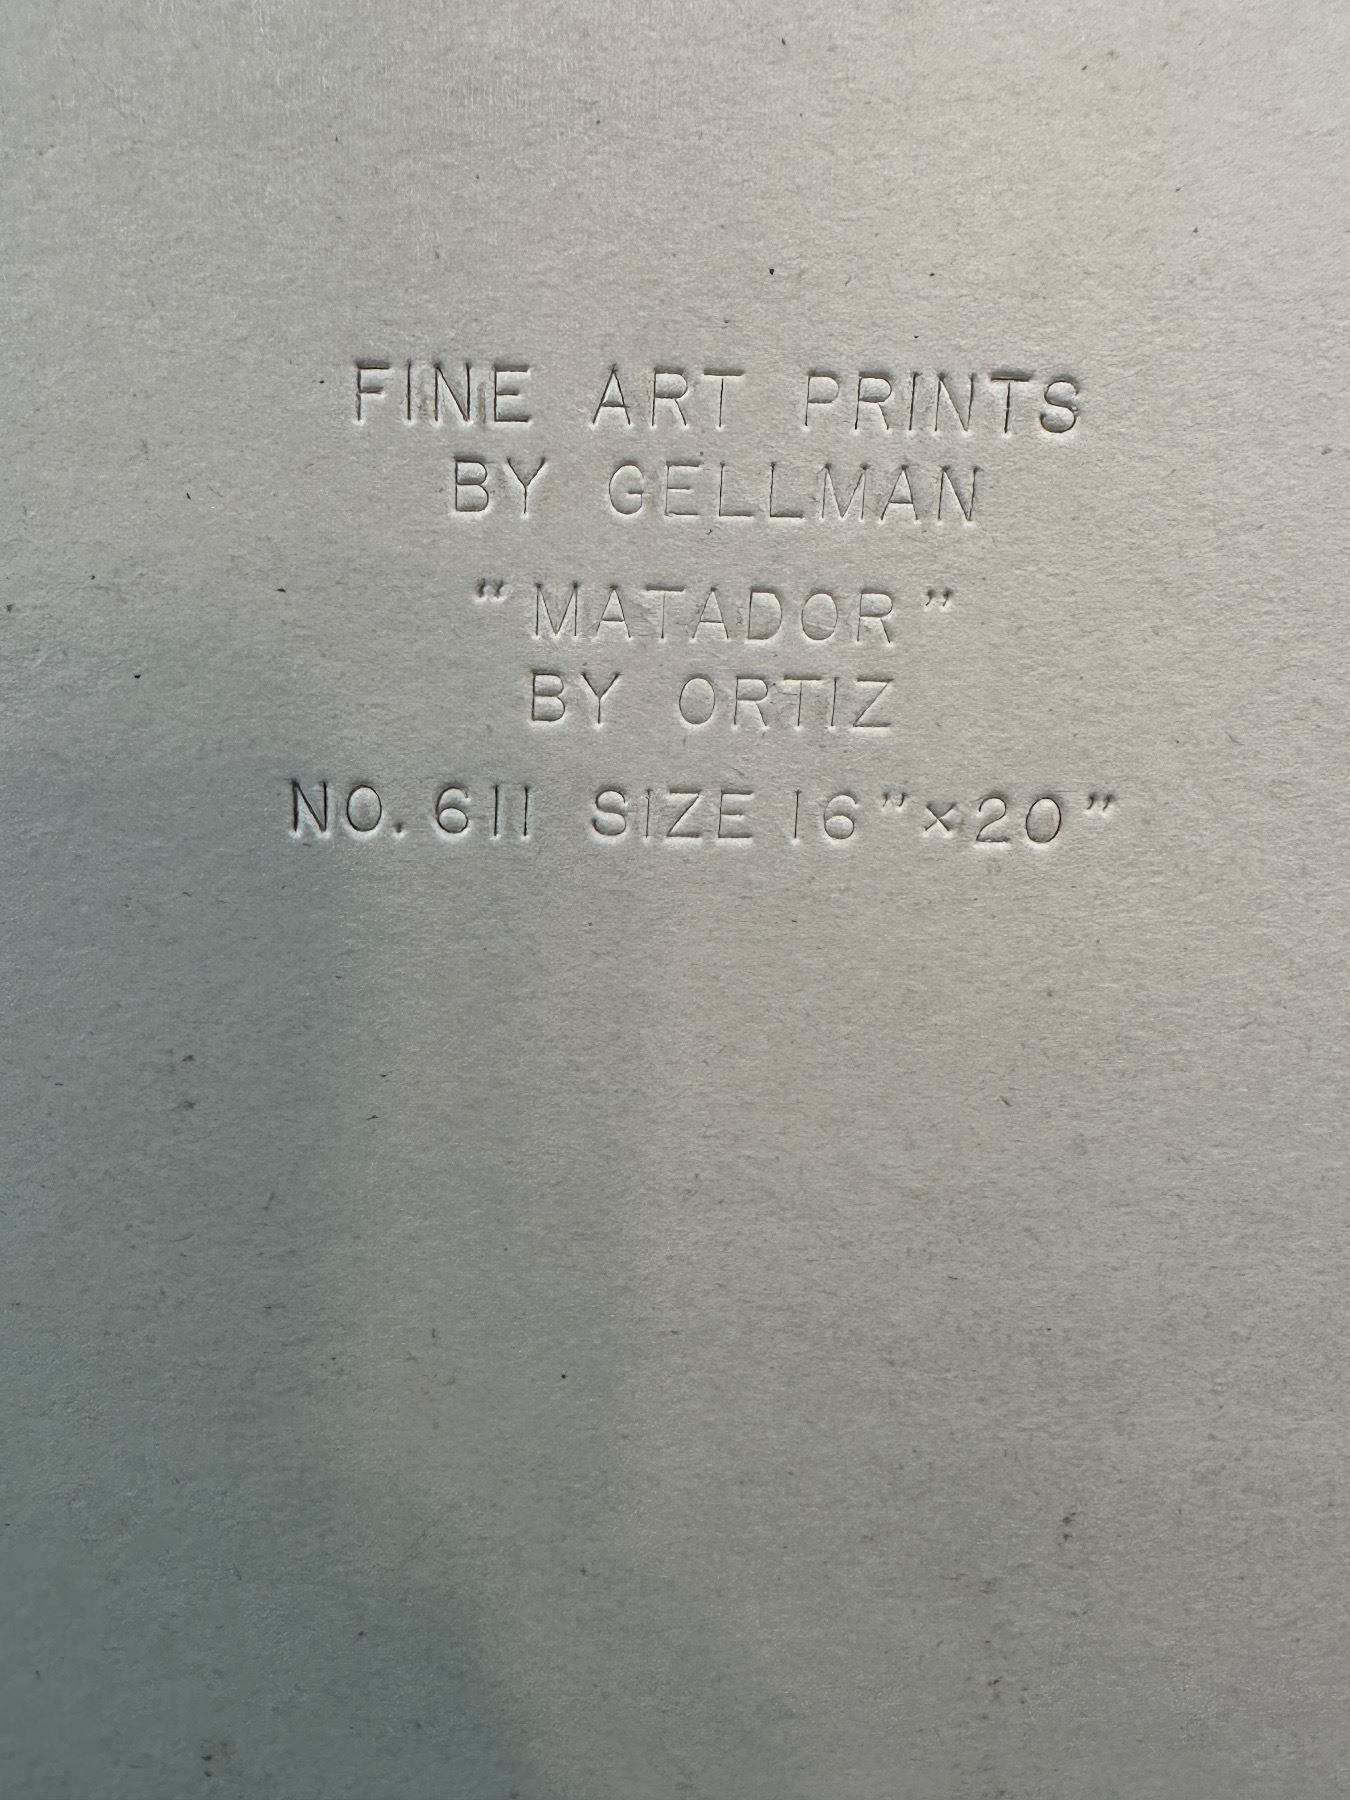 FINE ART PRINTS
BY GELLMAN
"MATADOR"
BY ORTIZ
NO. 611 SIZE 16"×20"